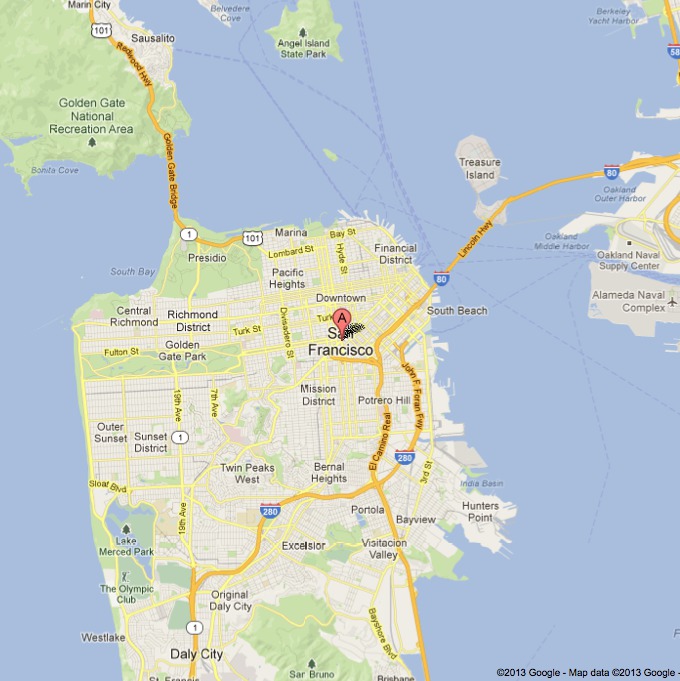 Marin City
101
Redwood Hwy
Sausalito
Belvedere
Cove
Angel Island
State Park
Berkeley
Yacht Harbor
58
Golden Gate
National
Recreation Area
Bonita Cove
Golden Gate Bridge
Treasure
Island
80
Oakland
Outer Harbor
Lincoln Hwy
Oakland
Middle Harbor
Oakland Naval
Supply Center
Alameda Naval
Complex
1
101
Marina
Bay St
Lombard St
Hyde St
Financial
District
Presidio
South Bay
Pacific
Heights
80
Downtown
South Beach
Central
Richmond
Richmond
District
Divisadero St
Turk St
Turk
A
San
Francisco
Fulton St
Golden
Gate Park
19th Ave
7th Ave
Mission
District
Potrero Hill
John F. Foran Fwy
El Camino Real
Outer
Sunset
Sunset
District
1
Sloat Blvd
Twin Peaks
West
Bernal
Heights
280
3rd St
India Basin
Hunters
Point
280
Portola
Bayview
19th Ave
Lake
Merced Park
Excelsior
Visitacion
Valley
The Olympic
Club
Original
Daly City
Bayshore Blvd
Westlake
1
Daly City
St. Francis
San Bruno
Brisbane
©2013 Google - Map data ©2013 Google -